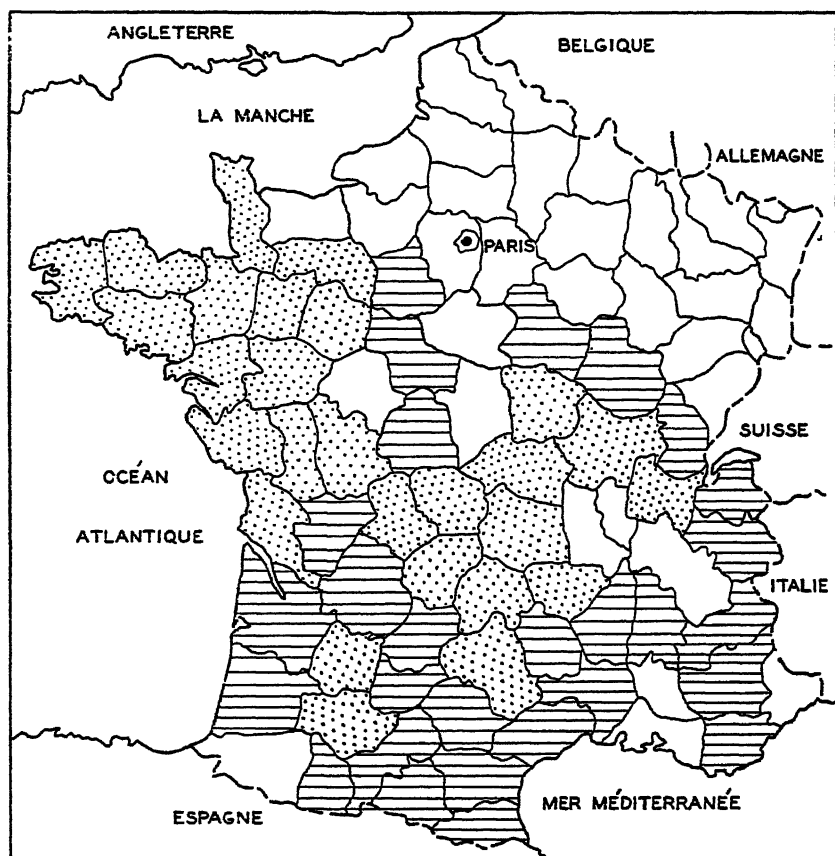 ANGLETERRE
BELGIQUE
LA MANCHE
ALLEMAGNE
PARIS
SUISSE
OCÉAN
ATLANTIQUE
ITALIE
MER MÉDITERRANÉE
ESPAGNE